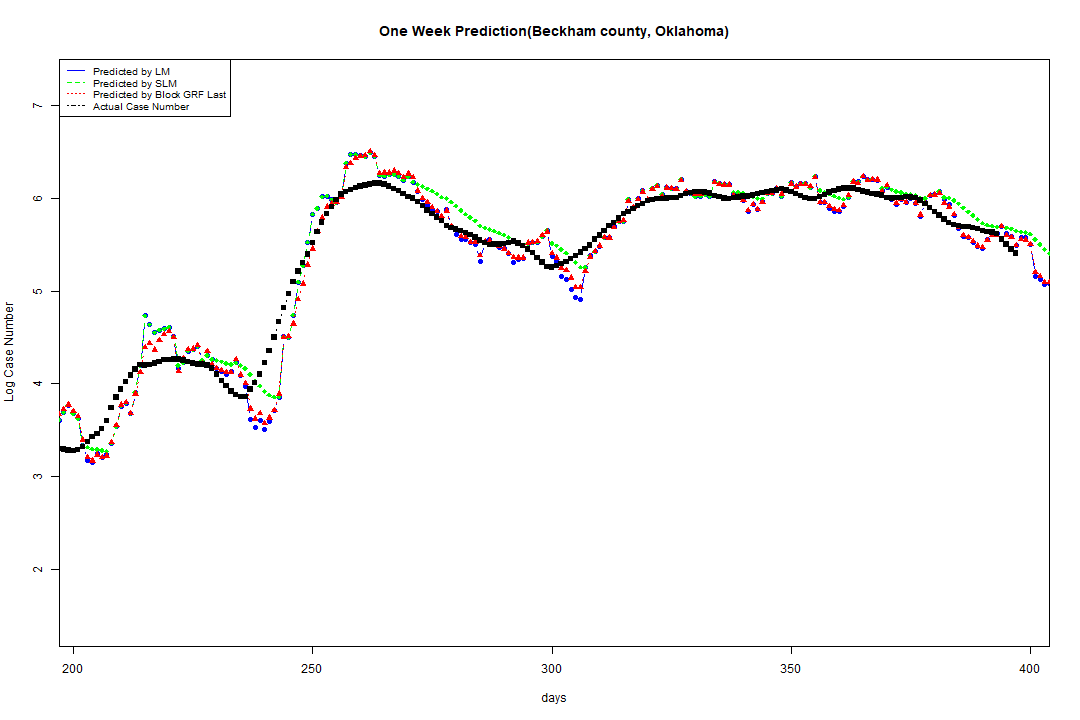 One Week Prediction(Beckham county, Oklahoma)
Predicted by LM
Predicted by SLM
Predicted by Block GRF Last
Actual Case Number
Log Case Number
7
6
5
4
3
2
200 250 300 350 400
days